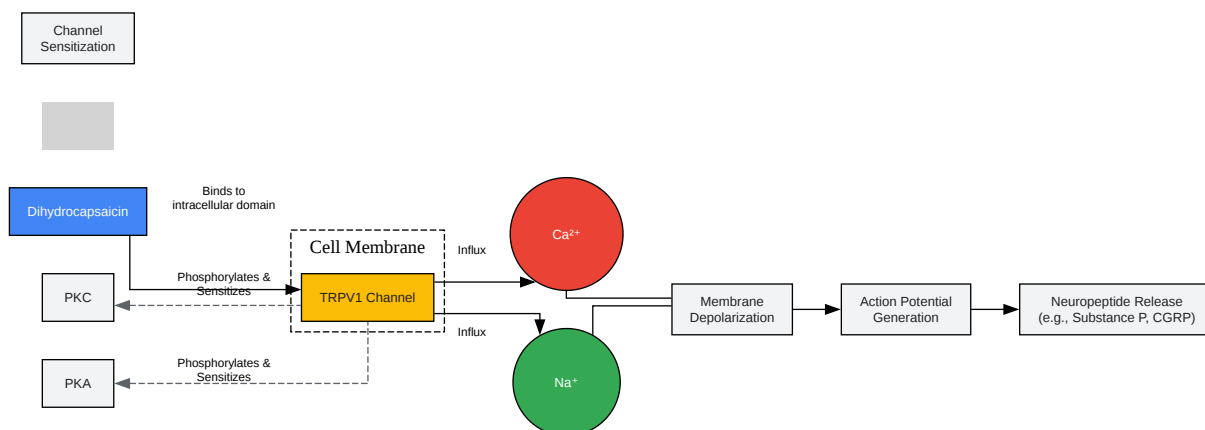 Channel
Sensitization
Dihydrocapsaicin
Binds to
intracellular domain
Cell Membrane
Influx
Ca²⁺
Phosphorylates &
Sensitizes
PKC
TRPV1 Channel
Membrane
Depolarization
Action Potential
Generation
Neuropeptide Release
(e.g., Substance P, CGRP)
Influx
Phosphorylates &
Sensitizes
PKA
Na⁺